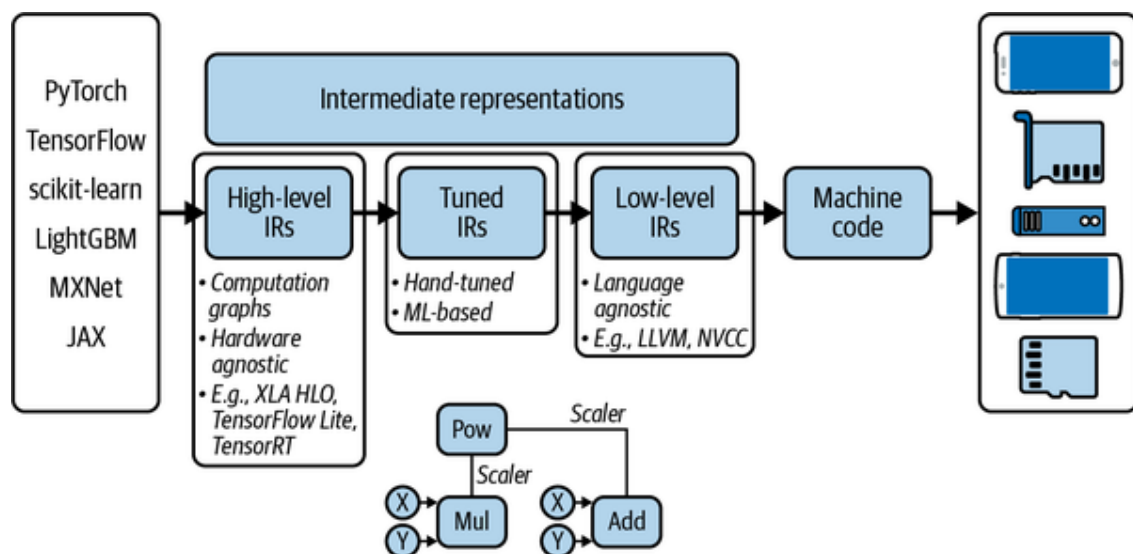 PyTorch
TensorFlow
scikit-learn
LightGBM
MXNet
JAX
Intermediate representations
High-level
IRs
• Computation
graphs
• Hardware
agnostic
• E.g., XLA HLO,
TensorFlow Lite,
TensorRT
Tuned
IRs
• Hand-tuned
• ML-based
Low-level
IRs
• Language
agnostic
• E.g., LLVM, NVCC
Machine
code
Pow
Scaler
Scaler
X
Y
Mul
X
Y
Add